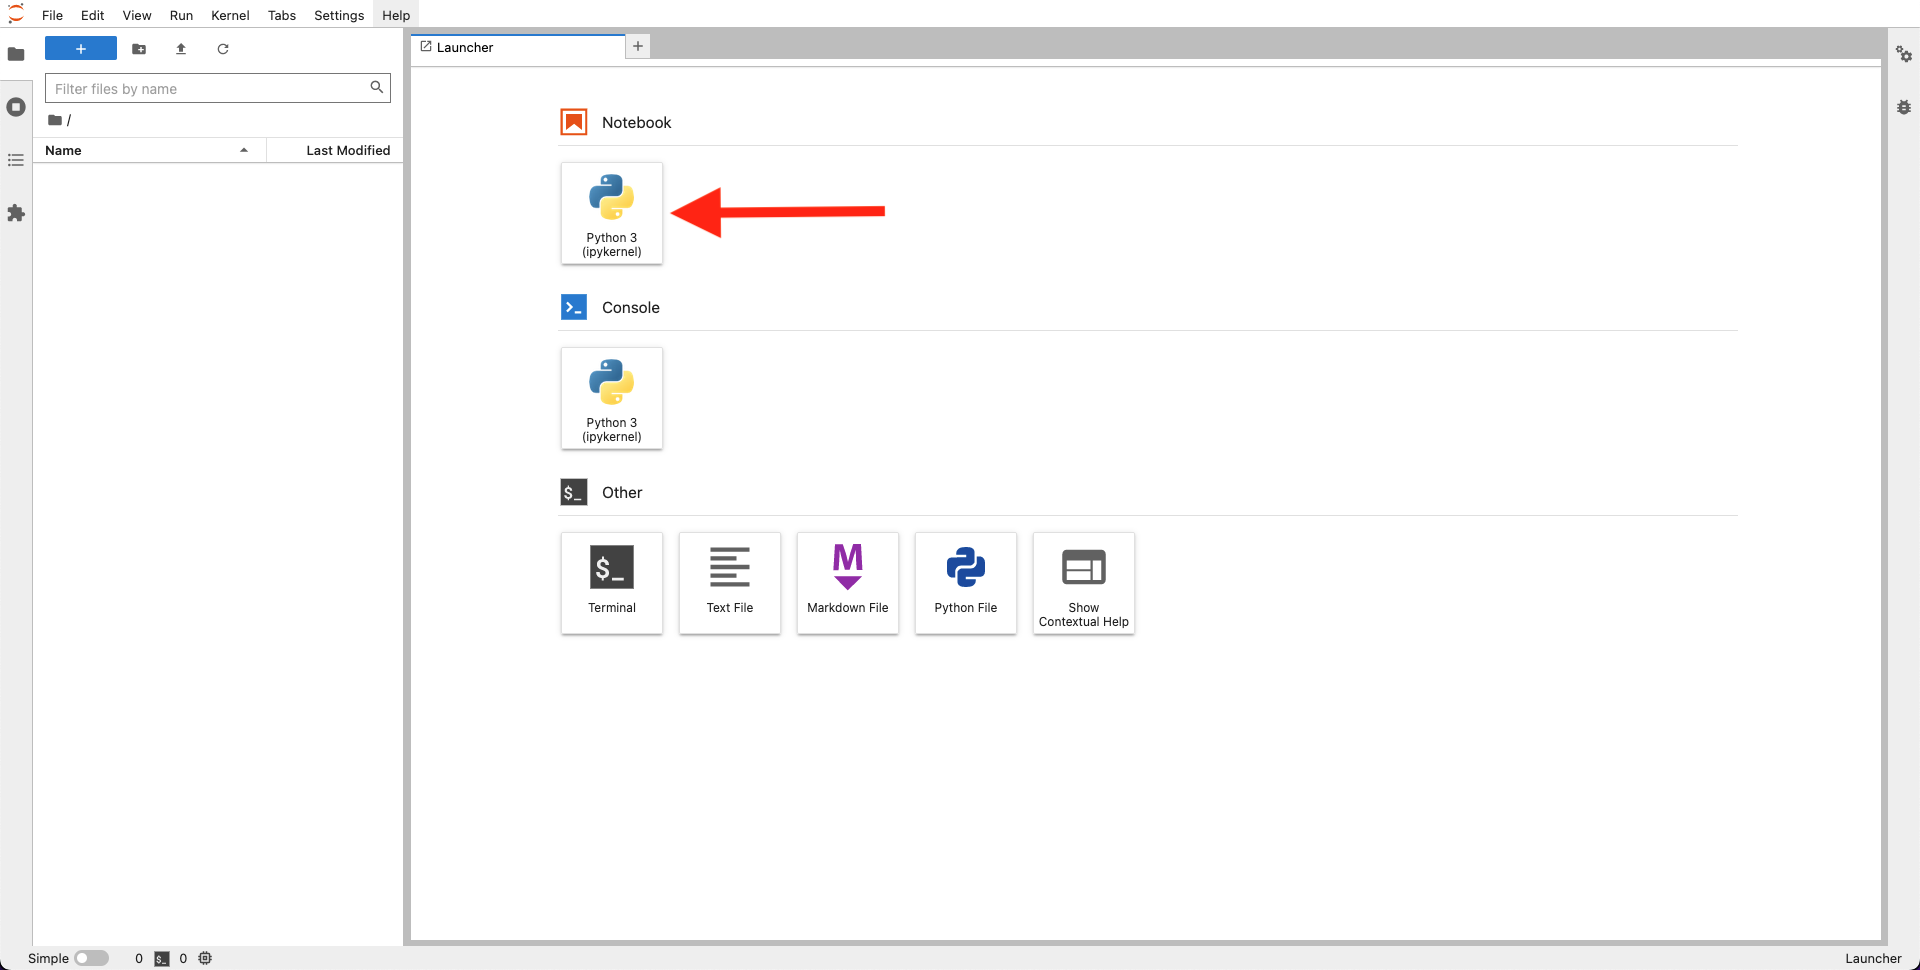 File Edit View Run Kernel Tabs Settings Help
Launcher
Filter files by name
/
Name Last Modified
Notebook
Python 3
(ipykernel)
Console
Python 3
(ipykernel)
$_ Other
$_
Terminal
Text File
M
Markdown File
Python File
Show
Contextual Help
Simple 0 $_ 0 Launcher